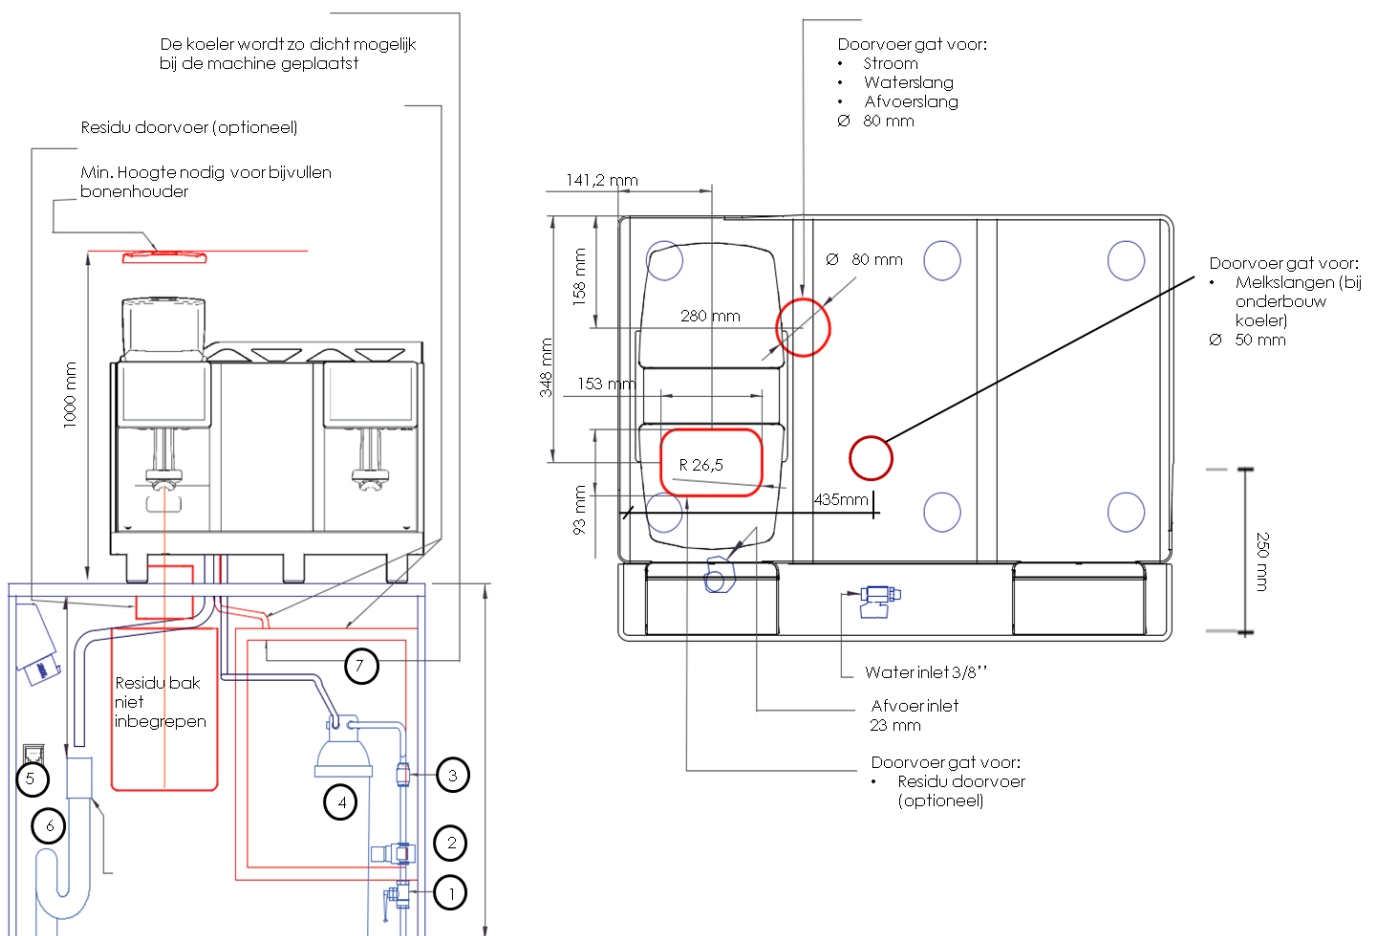 De koeler wordt zo dicht mogelijk
bij de machine geplaatst
Residu doorvoer (optioneel)
Min. Hoogte nodig voor bijvullen
bonenhouder
1000 mm
Residu bak
niet
inbegrepen
7
5
6
4
3
2
1
Doorvoer gat voor:
• Stroom
• Waterslang
• Afvoerslang
Ø 80 mm
141,2 mm
158 mm
348 mm
280 mm
Ø 80 mm
153 mm
R 26,5
93 mm
435mm
Doorvoer gat voor:
• Melkslangen (bij
onderbouw
koeler)
Ø 50 mm
250 mm
Water inlet 3/8’’
Afvoer inlet
23 mm
Doorvoer gat voor:
• Residu doorvoer
(optioneel)